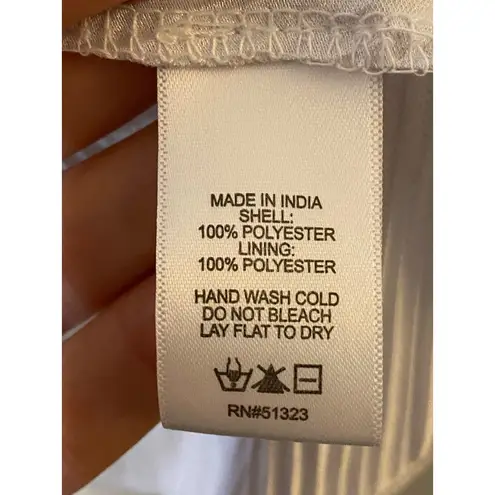 MADE IN INDIA
SHELL:
100% POLYESTER
LINING:
100% POLYESTER
HAND WASH COLD
DO NOT BLEACH
LAY FLAT TO DRY
RN#51323